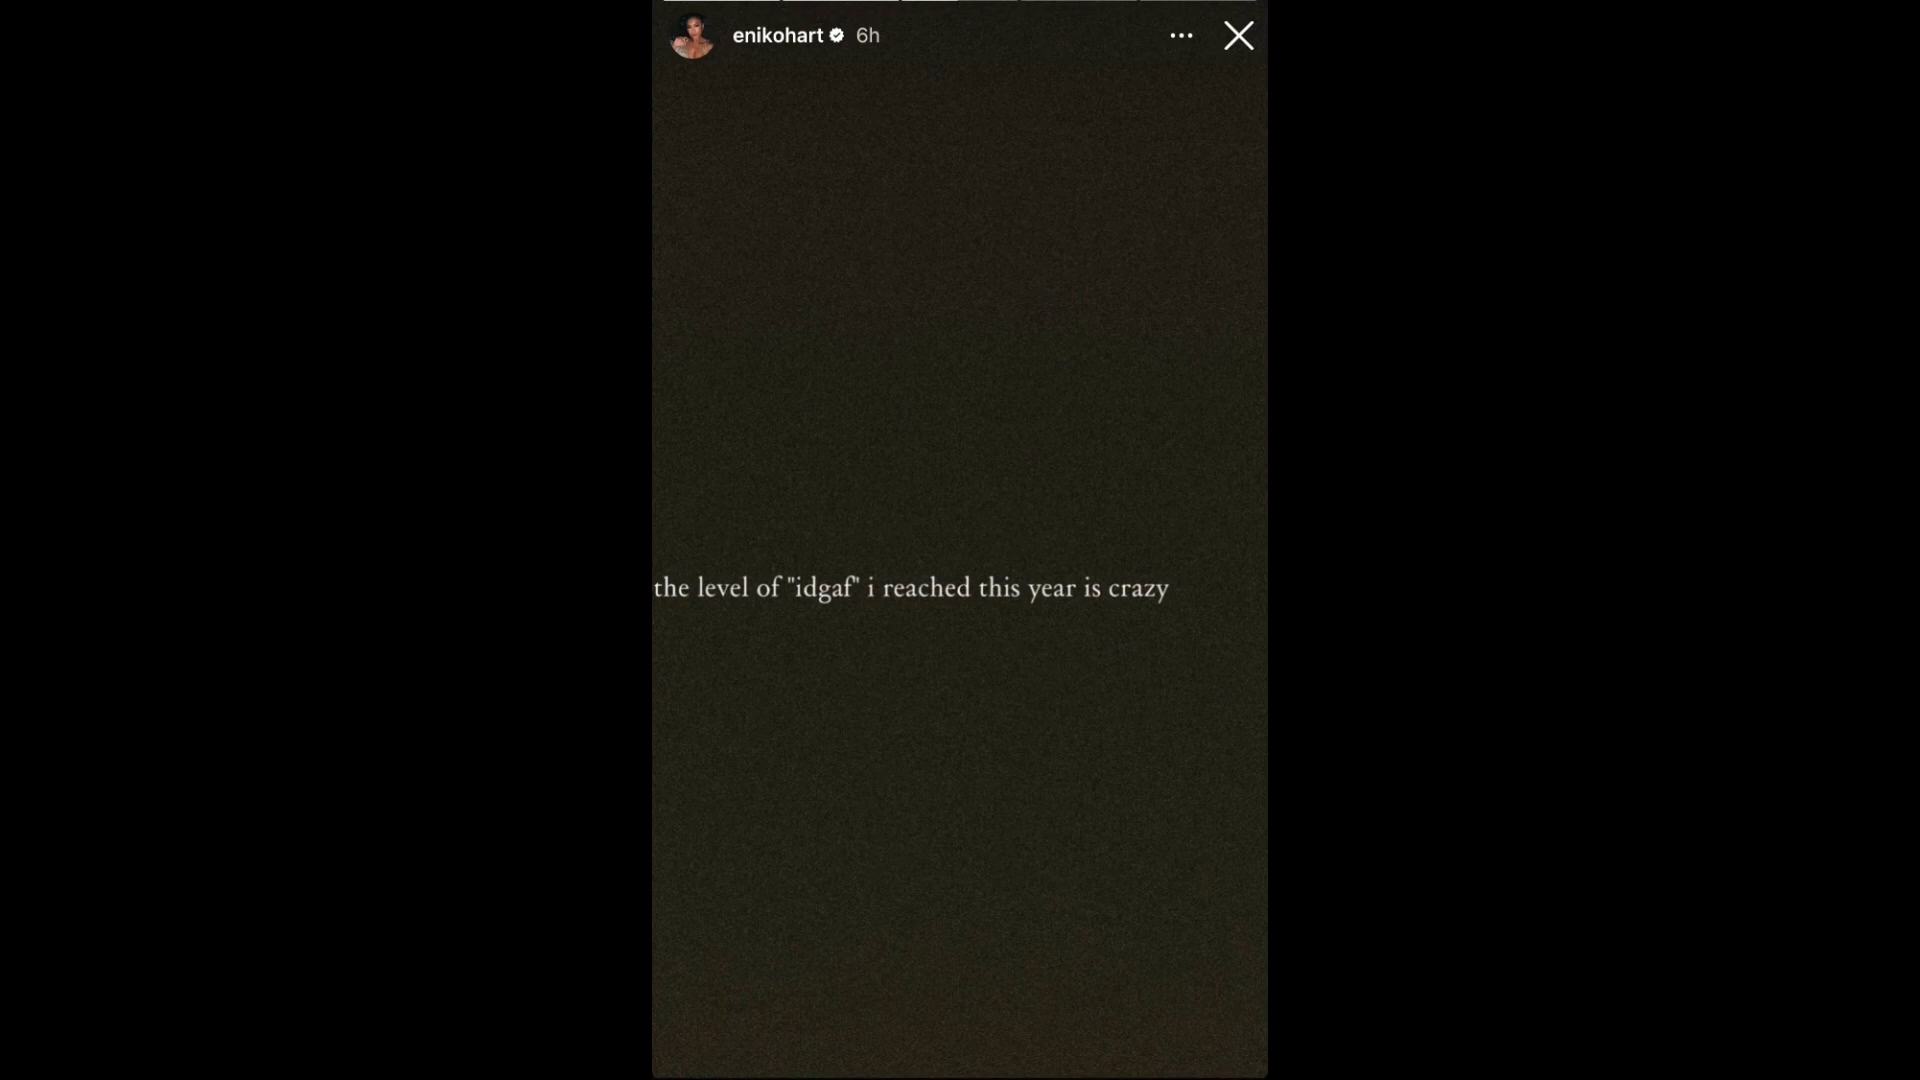 enikohart 6h
the level of "idgaf" i reached this year is crazy